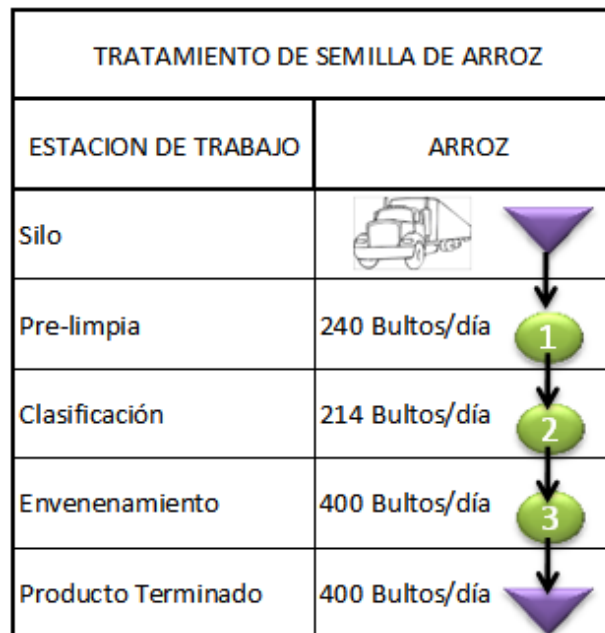 TRATAMIENTO DE SEMILLA DE ARROZ
ESTACION DE TRABAJO ARROZ
Silo
Pre-limpia 240 Bultos/día 1
Clasificación 214 Bultos/día 2
Envenenamiento 400 Bultos/día 3
Producto Terminado 400 Bultos/día